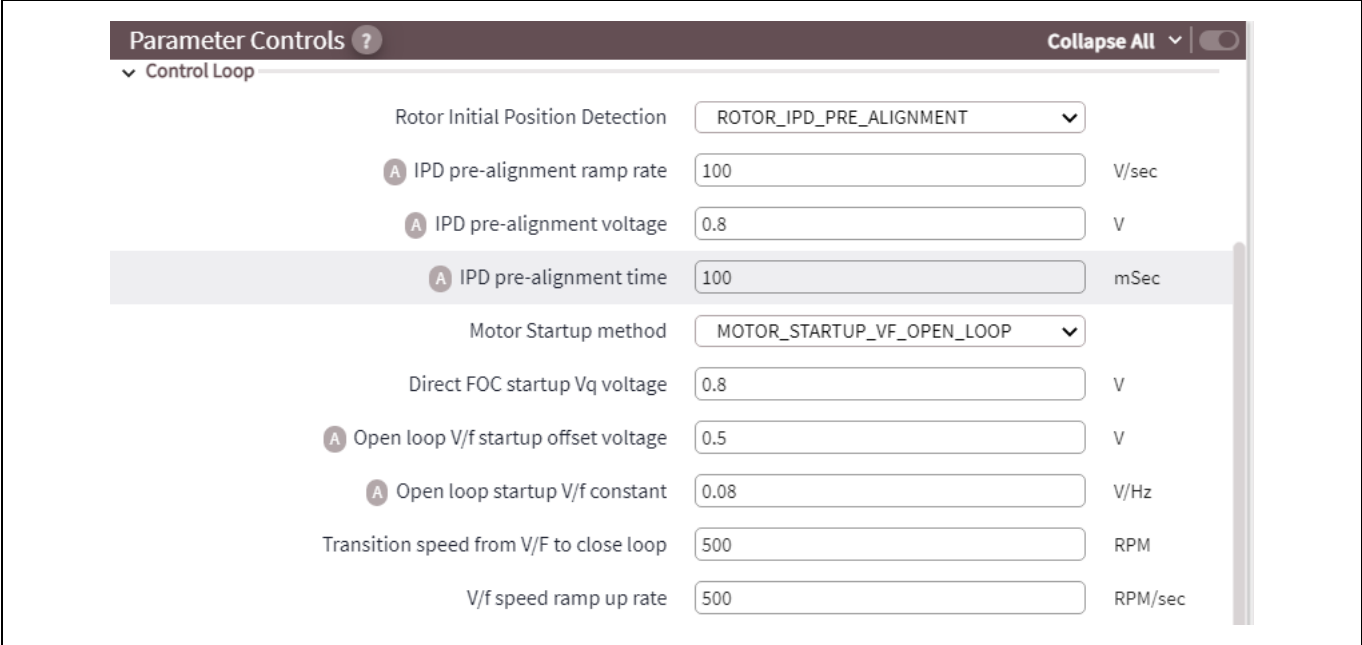 Parameter Controls ? Collapse All
Control Loop
Rotor Initial Position Detection ROTOR_IPD_PRE_ALIGNMENT
A IPD pre-alignment ramp rate 100 V/sec
A IPD pre-alignment voltage 0.8 V
A IPD pre-alignment time 100 mSec
Motor Startup method MOTOR_STARTUP_VF_OPEN_LOOP
Direct FOC startup Vq voltage 0.8 V
A Open loop V/f startup offset voltage 0.5 V
A Open loop startup V/f constant 0.08 V/Hz
Transition speed from V/F to close loop 500 RPM
V/f speed ramp up rate 500 RPM/sec